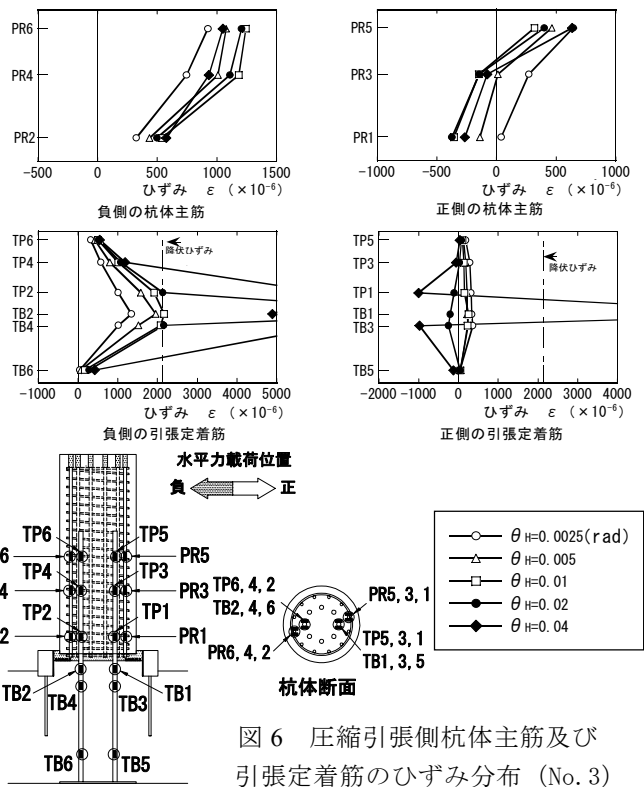 PR6
PR4
PR2
-500 0 500 1000 1500
ひずみ ε (×10-6)
負側の杭体主筋
PR5
PR3
PR1
-1000 -500 0 500 1000
ひずみ ε (×10-6)
正側の杭体主筋
TP6
TP4
TP2
TB2
TB4
TB6
降伏ひずみ
-1000 0 1000 2000 3000 4000 5000
ひずみ ε (×10-6)
負側の引張定着筋
TP5
TP3
TP1
TB1
TB3
TB5
降伏ひずみ
-2000 -1000 0 1000 2000 3000 4000
ひずみ ε (×10-6)
正側の引張定着筋
水平力載荷位置
負 正
TP6 TP5
6 PR5
TP4 TP3
4 PR3
TP2 TP1
2 PR1
TB2 TB1
TB4 TB3
TB6 TB5
TP6, 4, 2
TB2, 4, 6
PR6, 4, 2
PR5, 3, 1
TP5, 3, 1
TB1, 3, 5
杭体断面
θH=0.0025(rad)
θH=0.005
θH=0.01
θH=0.02
θH=0.04
図 6 圧縮引張側杭体主筋及び
引張定着筋のひずみ分布 (No. 3)